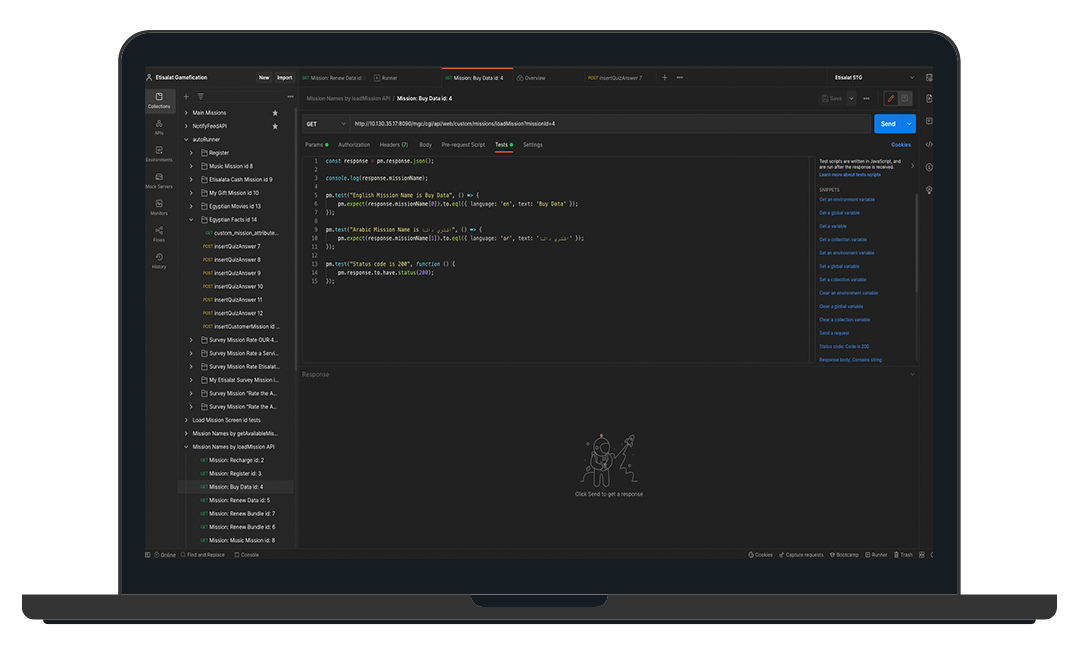 Etisalat Gamefication
New
Import
GET Mission: Renew Data id:
Runner
GET Mission: Buy Data id: 4
Overview
POST insertQuizAnswer 7
Etisalat STG
Collections
APIs
Environments
Mock Servers
Monitors
Flows
History
Main Missions
NotifyFeedAPI
autoRunner
Register
Music Mission id 8
Etisalata Cash Mission id 9
My Gift Mission id 10
Egyptian Movies id 13
Egyptian Facts id 14
GET custom_mission_attribute...
POST insertQuizAnswer 7
POST insertQuizAnswer 8
POST insertQuizAnswer 9
POST insertQuizAnswer 10
POST insertQuizAnswer 11
POST insertQuizAnswer 12
POST insertCustomerMission id ...
Survey Mission Rate OUR 4...
Survey Mission Rate a Servi...
Survey Mission Rate Etisalat...
My Etisalat Survey Mission i...
Survey Mission "Rate the A...
Survey Mission "Rate the A...
Load Mission Screen id tests
Mission Names by getAvailableMis...
Mission Names by loadMission API
GET Mission: Recharge id: 2
GET Mission: Register id: 3
GET Mission: Buy Data id: 4
GET Mission: Renew Data id: 5
GET Mission: Renew Bundle id: 7
GET Mission: Renew Bundle id: 6
GET Mission: Music Mission id: 8
Mission Names by loadMission API / Mission: Buy Data id: 4
Save
GET
http://10.130.35.17:8090/mgc/cgi/api/web/custom/missions/loadMission?missionId=4
Send
Params
Authorization
Headers (7)
Body
Pre-request Script
Tests
Settings
Cookies
1 const response = pm.response.json();
2
3 console.log(response.missionName);
4
5 pm.test("English Mission Name is Buy Data", () => {
6 pm.expect(response.missionName[0]).to.eql({ language: 'en', text: 'Buy Data' });
7 });
8
9 pm.test("Arabic Mission Name is", () => {
10 pm.expect(response.missionName[1]).to.eql({ language: 'ar', text: '' });
11 });
12
13 pm.test("Status code is 200", function () {
14 pm.response.to.have.status(200);
15 });
Test scripts are written in JavaScript, and
are run after the response is received.
Learn more about tests scripts
SNIPPETS
Get an environment variable
Get a global variable
Get a variable
Get a collection variable
Set an environment variable
Set a global variable
Set a collection variable
Clear an environment variable
Clear a global variable
Clear a collection variable
Send a request
Status code: Code is 200
Response body: Contains string
Response
Click Send to get a response
Online
Find and Replace
Console
Cookies
Capture requests
Bootcamp
Runner
Trash